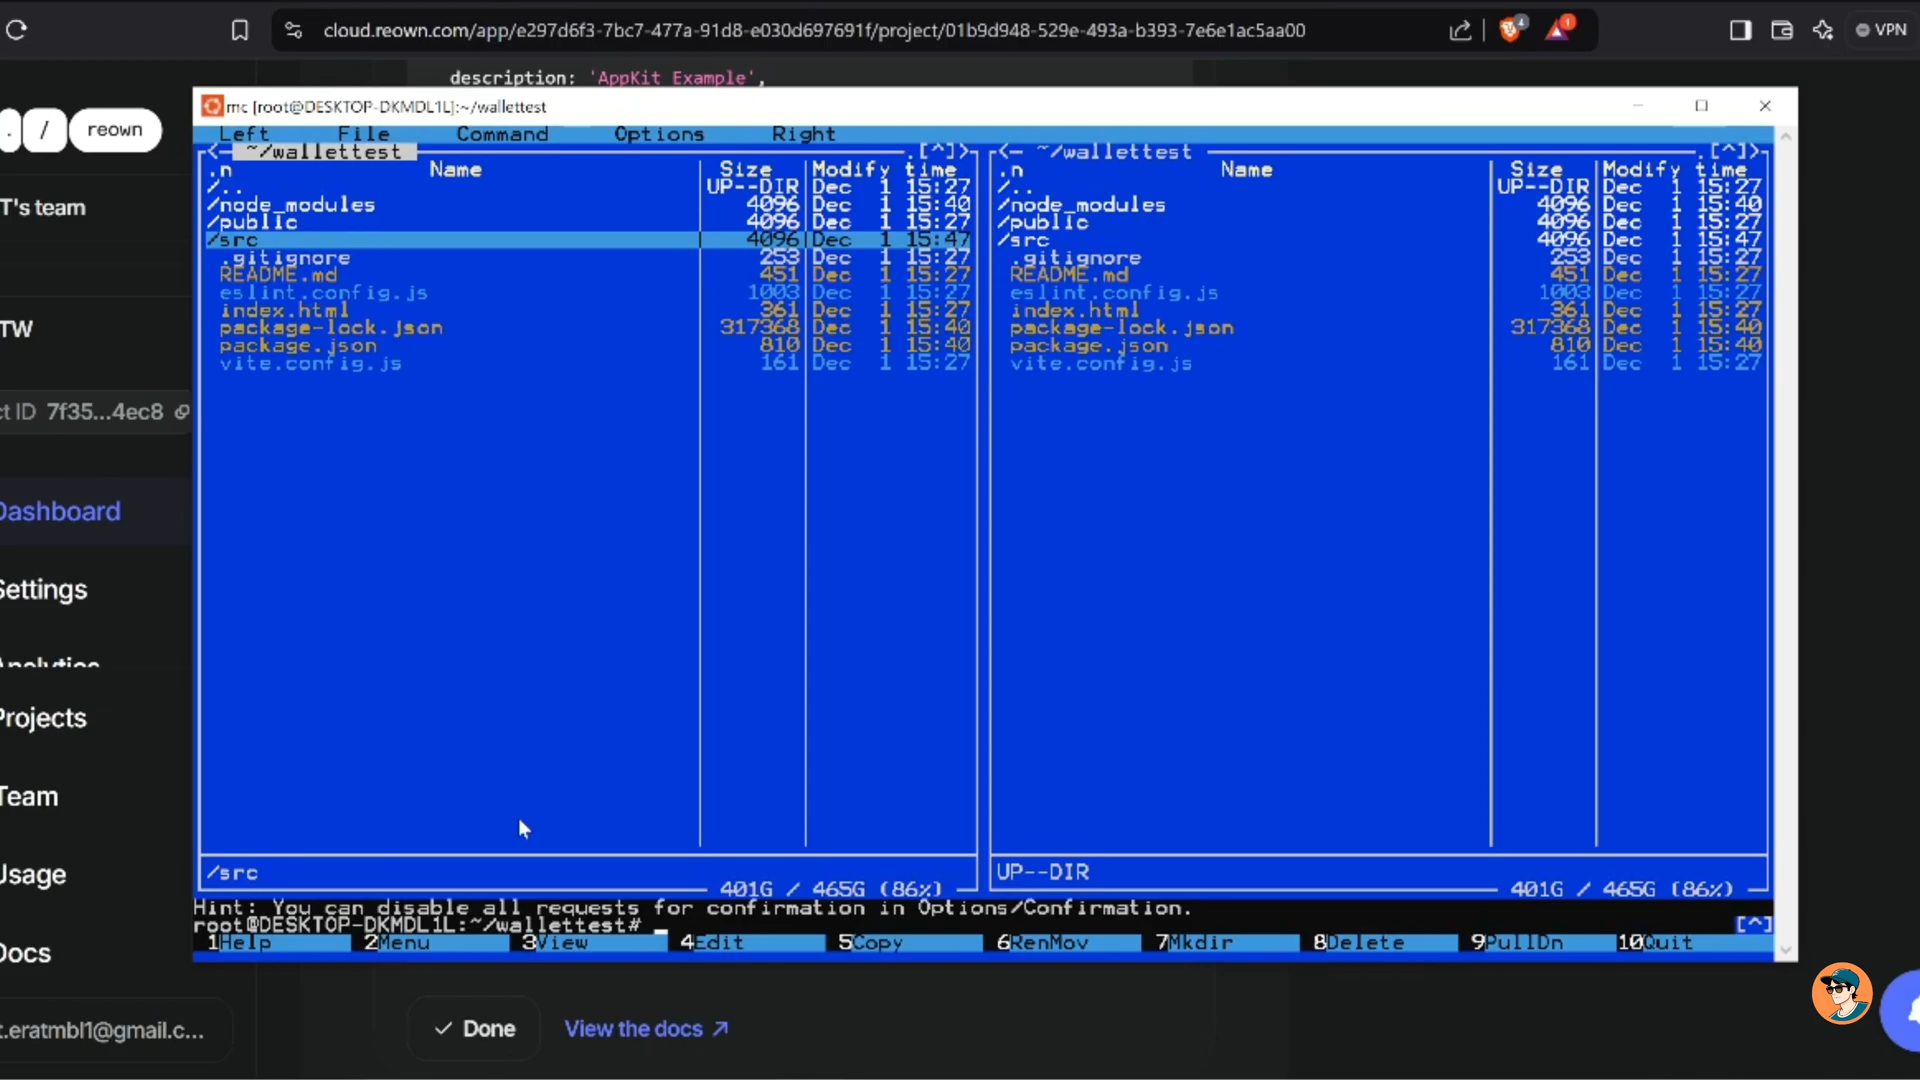 cloud.reown.com/app/e297d6f3-7bc7-477a-91d8-e030d697691f/project/01b9d948-529e-493a-b393-7e6e1ac5aa00
4
1
VPN
description: 'AppKit Example',
. / reown
T's team
TW
ct ID 7f35...4ec8
Dashboard
Settings
Analytics
Projects
Team
Usage
Docs
t.eratmbl1@gmail.c...
mc [root@DESKTOP-DKMDL1L]:~/wallettest
Left File Command Options Right
<— ~/wallettest .[^]>
.n Name Size Modify time
/.. UP--DIR Dec 1 15:27
/node_modules 4096 Dec 1 15:40
/public 4096 Dec 1 15:27
/src 4096 Dec 1 15:47
.gitignore 253 Dec 1 15:27
README.md 451 Dec 1 15:27
eslint.config.js 1003 Dec 1 15:27
index.html 361 Dec 1 15:27
package-lock.json 317368 Dec 1 15:40
package.json 810 Dec 1 15:40
vite.config.js 161 Dec 1 15:27
/src
401G / 465G (86%)
<— ~/wallettest .[^]>
.n Name Size Modify time
/.. UP--DIR Dec 1 15:27
/node_modules 4096 Dec 1 15:40
/public 4096 Dec 1 15:27
/src 4096 Dec 1 15:47
.gitignore 253 Dec 1 15:27
README.md 451 Dec 1 15:27
eslint.config.js 1003 Dec 1 15:27
index.html 361 Dec 1 15:27
package-lock.json 317368 Dec 1 15:40
package.json 810 Dec 1 15:40
vite.config.js 161 Dec 1 15:27
UP--DIR
401G / 465G (86%)
Hint: You can disable all requests for confirmation in Options/Confirmation.
root@DESKTOP-DKMDL1L:~/wallettest# [^]
1Help 2Menu 3View 4Edit 5Copy 6RenMov 7Mkdir 8Delete 9PullDn 10Quit
Done View the docs